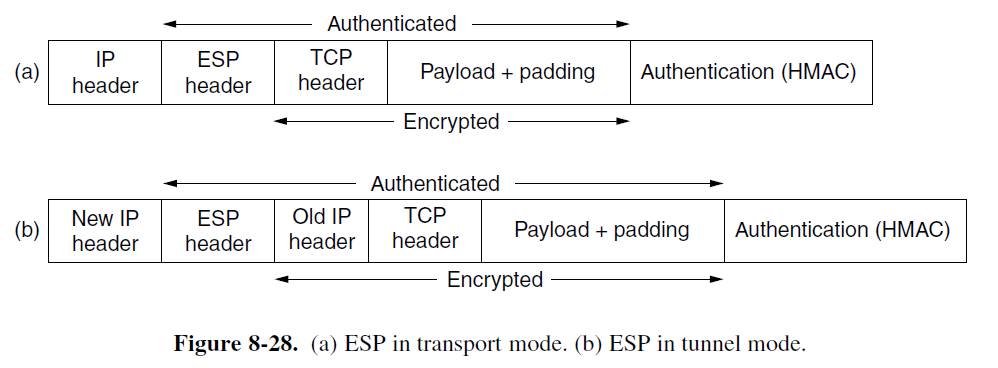 Authenticated
(a) IP header ESP header TCP header Payload + padding Authentication (HMAC)
Encrypted
Authenticated
(b) New IP header ESP header Old IP header TCP header Payload + padding Authentication (HMAC)
Encrypted
Figure 8-28. (a) ESP in transport mode. (b) ESP in tunnel mode.